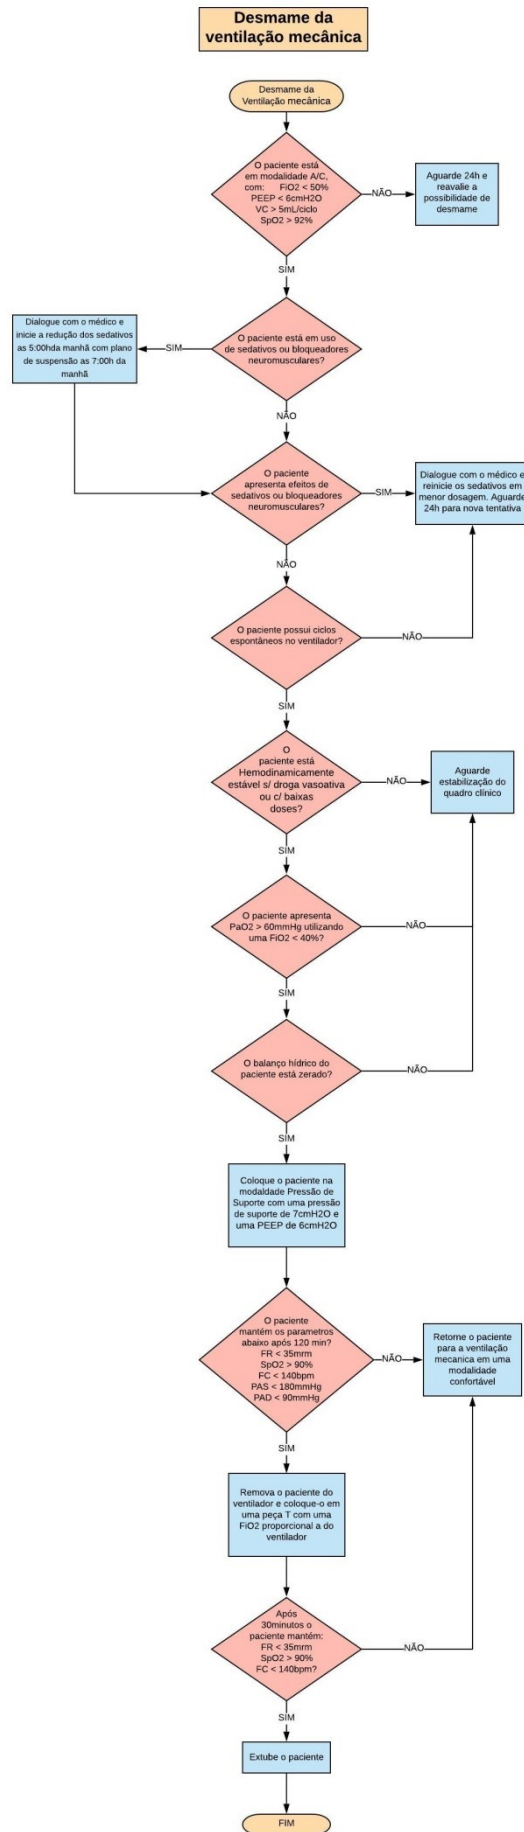 Desmame da
ventilação mecânica
Desmame da
Ventilação mecânica
O paciente está
em modalidade A/C,
com: FiO2 < 50%
PEEP < 6cmH2O
VC > 5mL/ciclo
SpO2 > 92%
NÃO
Aguarde 24h e
reavalie a
possibilidade de
desmame
SIM
Dialogue com o médico e
inicie a redução dos sedativos
as 5:00hda manhã com plano
de suspensão as 7:00h da
manhã
SIM
O paciente está em uso
de sedativos ou bloqueadores
neuromusculares?
NÃO
O paciente
apresenta efeitos de
sedativos ou bloqueadores
neuromusculares?
SIM
Dialogue com o médico e
reinicie os sedativos em
menor dosagem. Aguarde
24h para nova tentativa
NÃO
O paciente possui ciclos
espontâneos no ventilador?
NÃO
SIM
O
paciente está
Hemodinamicamente
estável s/ droga vasoativa
ou c/ baixas
doses?
NÃO
Aguarde
estabilização do
quadro clínico
SIM
O paciente apresenta
PaO2 > 60mmHg utilizando
uma FiO2 < 40%?
NÃO
SIM
O balanço hídrico do
paciente está zerado?
NÃO
SIM
Coloque o paciente na
modaldade Pressão de
Suporte com uma pressão
de suporte de 7cmH2O e
uma PEEP de 6cmH2O
O paciente
mantém os parametros
abaixo após 120 min?
FR < 35mrm
SpO2 > 90%
FC < 140bpm
PAS < 180mmHg
PAD < 90mmHg
NÃO
Retorne o paciente
para a ventilação
mecanica em uma
modalidade
confortável
SIM
Remova o paciente do
ventilador e coloque-o em
uma peça T com uma
FiO2 proporcional a do
ventilador
Após
30minutos o
paciente mantém:
FR < 35mrm
SpO2 > 90%
FC < 140bpm?
NÃO
SIM
Extube o paciente
FIM